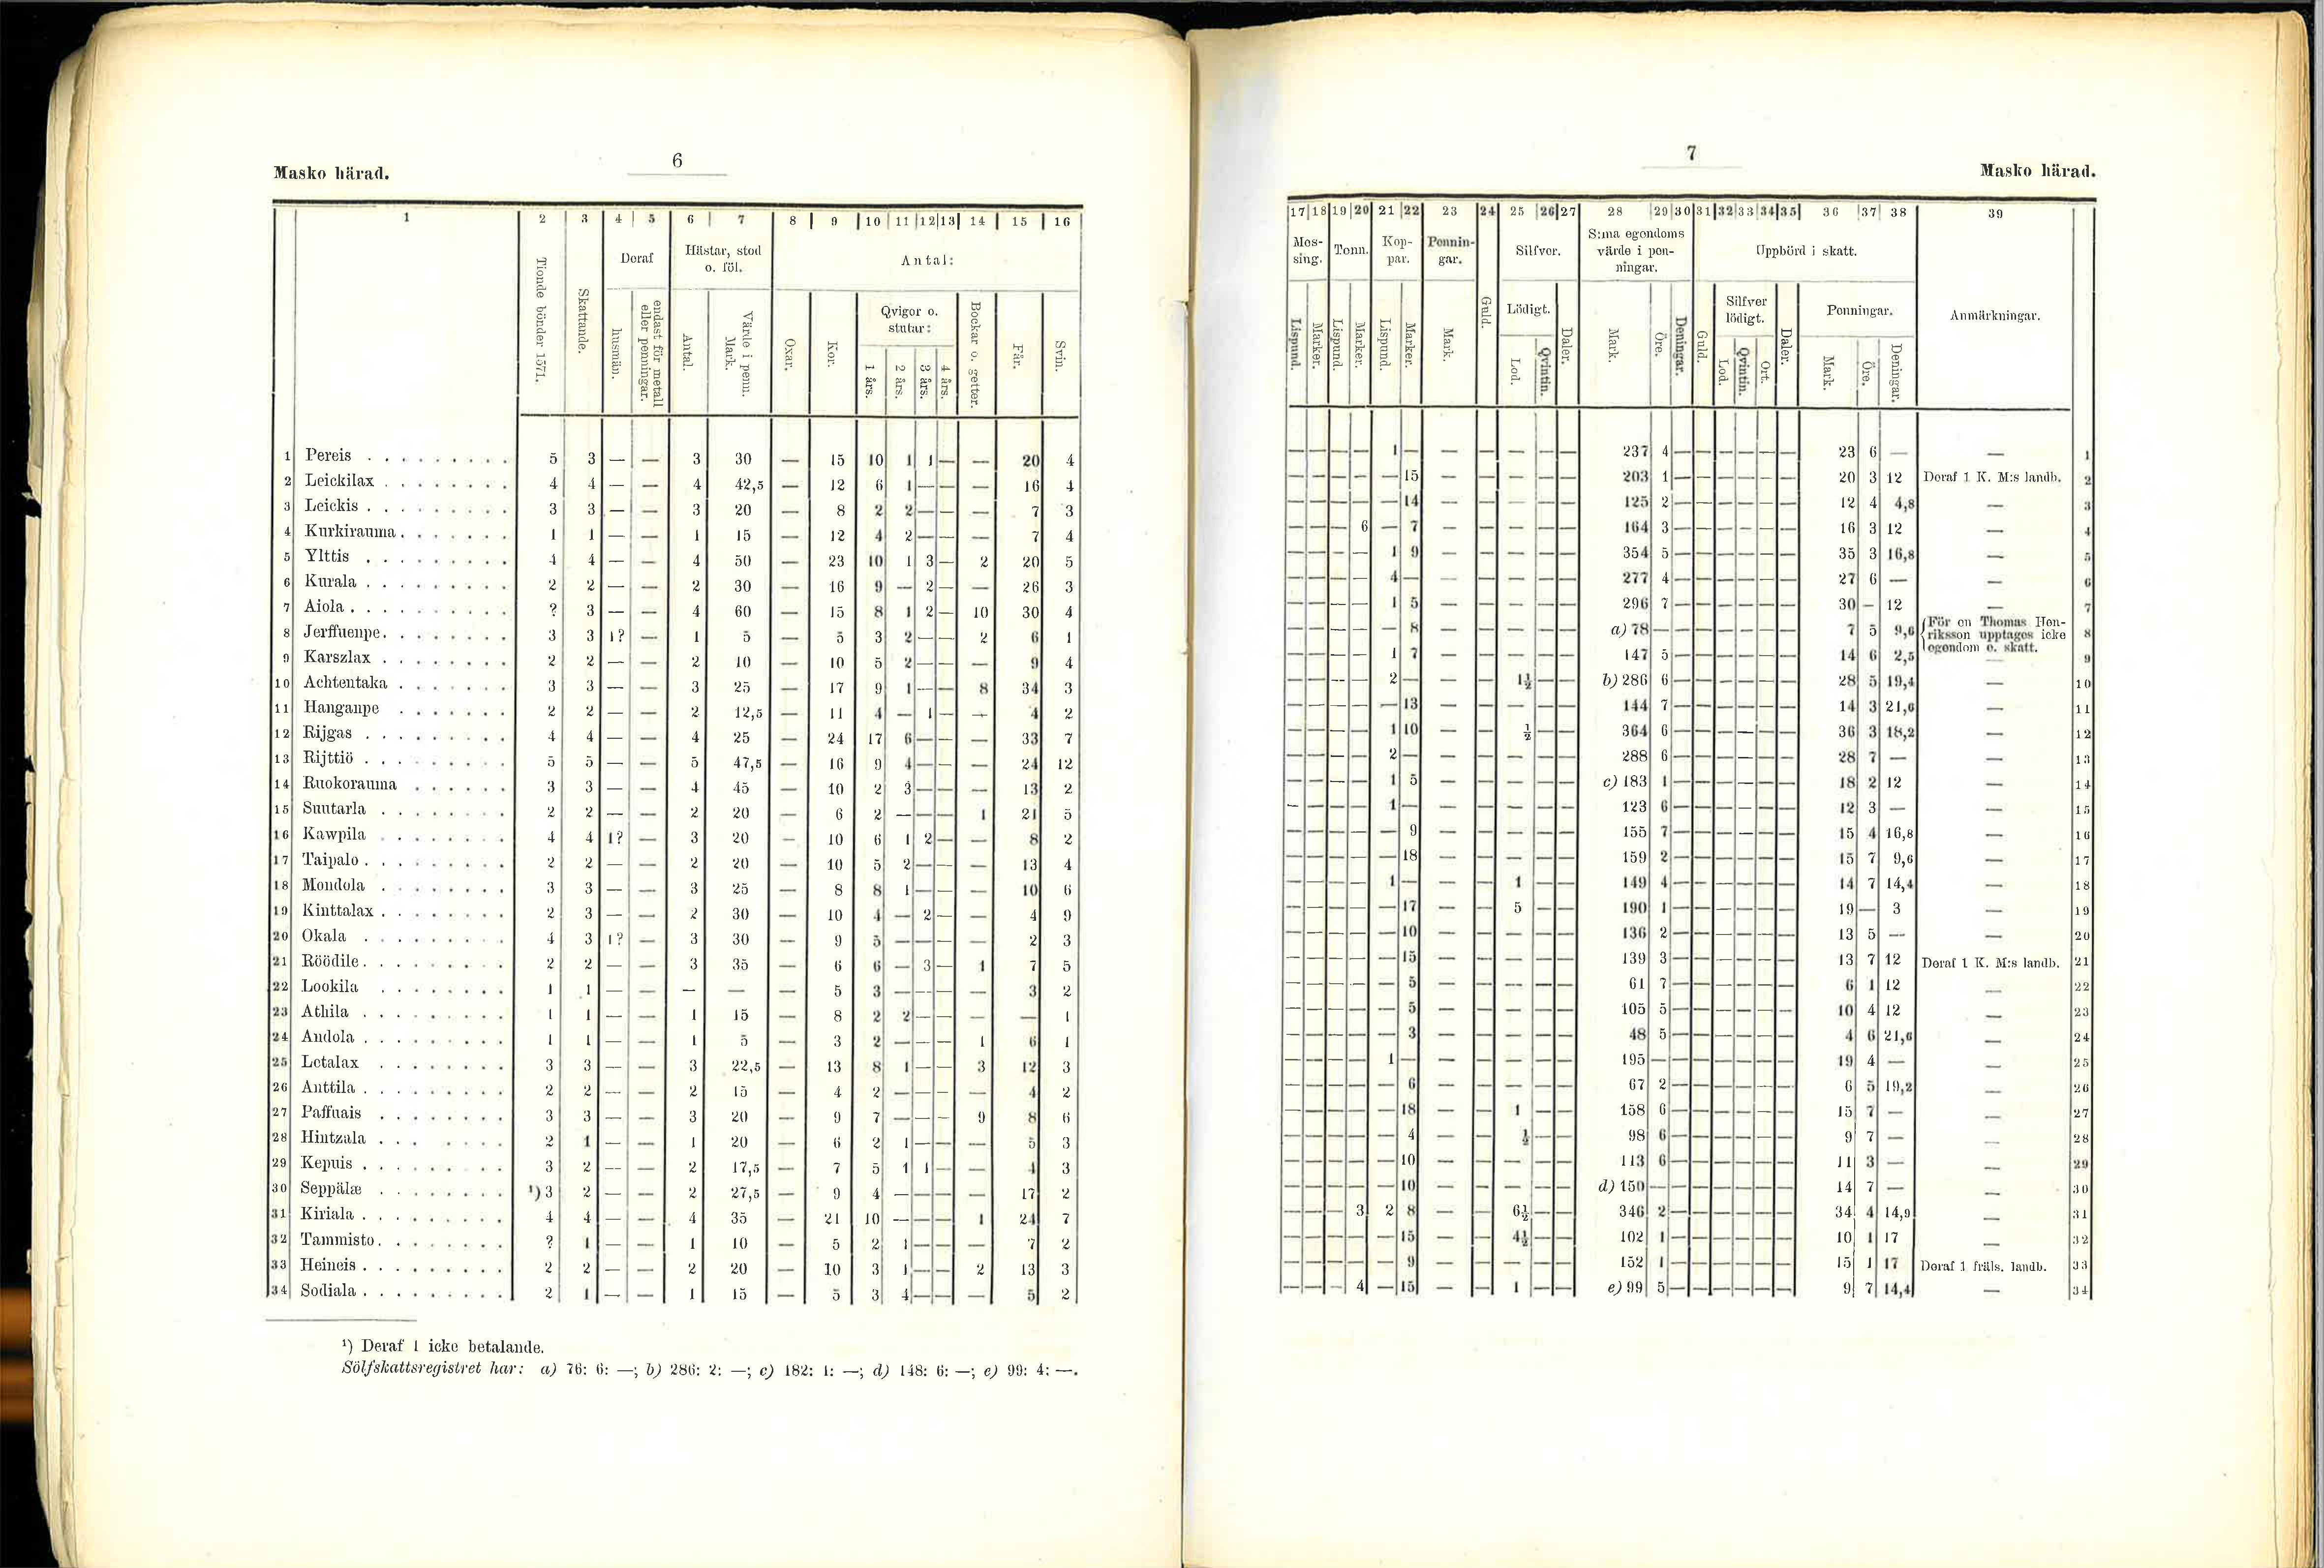 6
Masko härad.
1 2 3 4 5 6 7 8 9 10 11 12 13 14 15 16
Tionde bönder 1571. Skattande. Deraf Hästar, stod o. föl. Antal:
husmän. endast för metall eller penningar. Antal. Värde i penn. Mark. Oxar. Kor. Qvigor o. stutar: Bockar o. getter. Får. Svin.
1 års. 2 års. 3 års. 4 års.
1 Pereis . . . . . . . . . 5 3 — — 3 30 — 15 10 1 1 — — 20 4
2 Leickilax . . . . . . . . 4 4 — — 4 42,5 — 12 6 1 — — — 16 4
3 Leickis . . . . . . . . . 3 3 — — 3 20 — 8 2 2 — — — 7 3
4 Kurkirauma . . . . . . . 1 1 — — 1 15 — 12 4 2 — — — 7 4
5 Ylttis . . . . . . . . . 4 4 — — 4 50 — 23 10 1 3 — 2 20 5
6 Kurala . . . . . . . . . 2 2 — — 2 30 — 16 9 — 2 — — 26 3
7 Aiola . . . . . . . . . . ? 3 — — 4 60 — 15 8 1 2 — 10 30 4
8 Jerffuenpe . . . . . . . . 3 3 1? — 1 5 — 5 3 2 — — 2 6 1
9 Karszlax . . . . . . . . 2 2 — — 2 10 — 10 5 2 — — — 9 4
10 Achtentaka . . . . . . . 3 3 — — 3 25 — 17 9 1 — — 8 34 3
11 Hanganpe . . . . . . . 2 2 — — 2 12,5 — 11 4 — 1 — — 4 2
12 Rijgas . . . . . . . . . 4 4 — — 4 25 — 24 17 6 — — — 33 7
13 Rijttiö . . . . . . . . . 5 5 — — 5 47,5 — 16 9 4 — — — 24 12
14 Ruokorauma . . . . . . 3 3 — — 4 45 — 10 2 3 — — — 13 2
15 Suutarla . . . . . . . . 2 2 — — 2 20 — 6 2 — — — 1 21 5
16 Kawpila . . . . . . . . 4 4 1? — 3 20 — 10 6 1 2 — — 8 2
17 Taipalo . . . . . . . . . 2 2 — — 2 20 — 10 5 2 — — — 13 4
18 Mondola . . . . . . . . 3 3 — — 3 25 — 8 8 1 — — — 10 6
19 Kinttalax . . . . . . . . 2 3 — — 2 30 — 10 4 — 2 — — 4 9
20 Okala . . . . . . . . . 4 3 1? — 3 30 — 9 5 — — — — 2 3
21 Röödile . . . . . . . . . 2 2 — — 3 35 — 6 6 — 3 — 1 7 5
22 Lookila . . . . . . . . 1 1 — — — — — 5 3 — — — — 3 2
23 Athila . . . . . . . . . 1 1 — — 1 15 — 8 2 2 — — — — 1
24 Andola . . . . . . . . . 1 1 — — 1 5 — 3 2 — — — 1 6 1
25 Letalax . . . . . . . . 3 3 — — 3 22,5 — 13 8 1 — — 3 12 3
26 Anttila . . . . . . . . . 2 2 — — 2 15 — 4 2 — — — — 4 2
27 Paffuais . . . . . . . . 3 3 — — 3 20 — 9 7 — — — 9 8 6
28 Hintzala . . . . . . . 2 1 — — 1 20 — 6 2 1 — — — 5 3
29 Kepuis . . . . . . . . . 3 2 — — 2 17,5 — 7 5 1 1 — — 4 3
30 Seppälæ . . . . . . . . ¹) 3 2 — — 2 27,5 — 9 4 — — — — 17 2
31 Kiriala . . . . . . . . . 4 4 — — 4 35 — 21 10 — — — 1 24 7
32 Tammisto . . . . . . . . ? 1 — — 1 10 — 5 2 1 — — — 7 2
33 Heineis . . . . . . . . . 2 2 — — 2 20 — 10 3 1 — — 2 13 3
34 Sodiala . . . . . . . . . 2 1 — — 1 15 — 5 3 4 — — — 5 2
¹) Deraf 1 icke betalande.
Sölfskattsregistret har: a) 76: 6: —; b) 286: 2: —; c) 182: 1: —; d) 148: 6: —; e) 99: 4: —.
7
Masko härad.
17 18 19 20 21 22 23 24 25 26 27 28 29 30 31 32 33 34 35 36 37 38 39
Mes-sing. Tenn. Kop-par. Pennin-gar. Guld. Silfver. S:ma egendoms värde i pen-ningar. Uppbörd i skatt. Anmärkningar.
Lispund. Marker. Lispund. Marker. Lispund. Marker. Mark. Lödigt. Daler. Mark. Öre. Deningar. Guld. Silfver lödigt. Daler. Penningar.
Lod. Qvintin. Lod. Qvintin. Ort. Mark. Öre. Deningar.
— — — — 1 — — — — — — 237 4 — — — — — — 23 6 — — 1
— — — — — 15 — — — — — 203 1 — — — — — — 20 3 12 Deraf 1 K. M:s landb. 2
— — — — — 14 — — — — — 125 2 — — — — — — 12 4 4,8 — 3
— — — 6 — 7 — — — — — 164 3 — — — — — — 16 3 12 — 4
— — — — 1 9 — — — — — 354 5 — — — — — — 35 3 16,8 — 5
— — — — 4 — — — — — — 277 4 — — — — — — 27 6 — — 6
— — — — 1 5 — — — — — 296 7 — — — — — — 30 — 12 — 7
— — — — — 8 — — — — — a) 78 — — — — — — — 7 5 9,6 För en Thomas Hen-riksson upptages icke egendom o. skatt. 8
— — — — 1 7 — — — — — 147 5 — — — — — — 14 6 2,5 — 9
— — — — 2 — — — 1½ — — b) 286 6 — — — — — — 28 5 19,4 — 10
— — — — — 13 — — — — — 144 7 — — — — — — 14 3 21,6 — 11
— — — — 1 10 — — ½ — — 364 6 — — — — — — 36 3 18,2 — 12
— — — — 2 — — — — — — 288 6 — — — — — — 28 7 — — 13
— — — — 1 5 — — — — — c) 183 1 — — — — — — 18 2 12 — 14
— — — — 1 — — — — — — 123 6 — — — — — — 12 3 — — 15
— — — — — 9 — — — — — 155 7 — — — — — — 15 4 16,8 — 16
— — — — — 18 — — — — — 159 2 — — — — — — 15 7 9,6 — 17
— — — — 1 — — — 1 — — 149 4 — — — — — — 14 7 14,4 — 18
— — — — — 17 — — 5 — — 190 1 — — — — — — 19 — 3 — 19
— — — — — 10 — — — — — 136 2 — — — — — — 13 5 — — 20
— — — — — 15 — — — — — 139 3 — — — — — — 13 7 12 Deraf 1 K. M:s landb. 21
— — — — — 5 — — — — — 61 7 — — — — — — 6 1 12 — 22
— — — — — 5 — — — — — 105 5 — — — — — — 10 4 12 — 23
— — — — — 3 — — — — — 48 5 — — — — — — 4 6 21,6 — 24
— — — — 1 — — — — — — 195 — — — — — — — 19 4 — — 25
— — — — — 6 — — — — — 67 2 — — — — — — 6 5 19,2 — 26
— — — — — 18 — — 1 — — 158 6 — — — — — — 15 7 — — 27
— — — — — 4 — — ½ — — 98 6 — — — — — — 9 7 — — 28
— — — — — 10 — — — — — 113 6 — — — — — — 11 3 — — 29
— — — — — 10 — — — — — d) 150 — — — — — — — 14 7 — — 30
— — — 3 2 8 — — 6½ — — 346 2 — — — — — — 34 4 14,9 — 31
— — — — — 15 — — 4½ — — 102 1 — — — — — — 10 1 17 — 32
— — — — — 9 — — — — — 152 1 — — — — — — 15 1 17 Deraf 1 fräls. landb. 33
— — — 4 — 15 — — 1 — — e) 99 5 — — — — — — 9 7 14,4 — 34